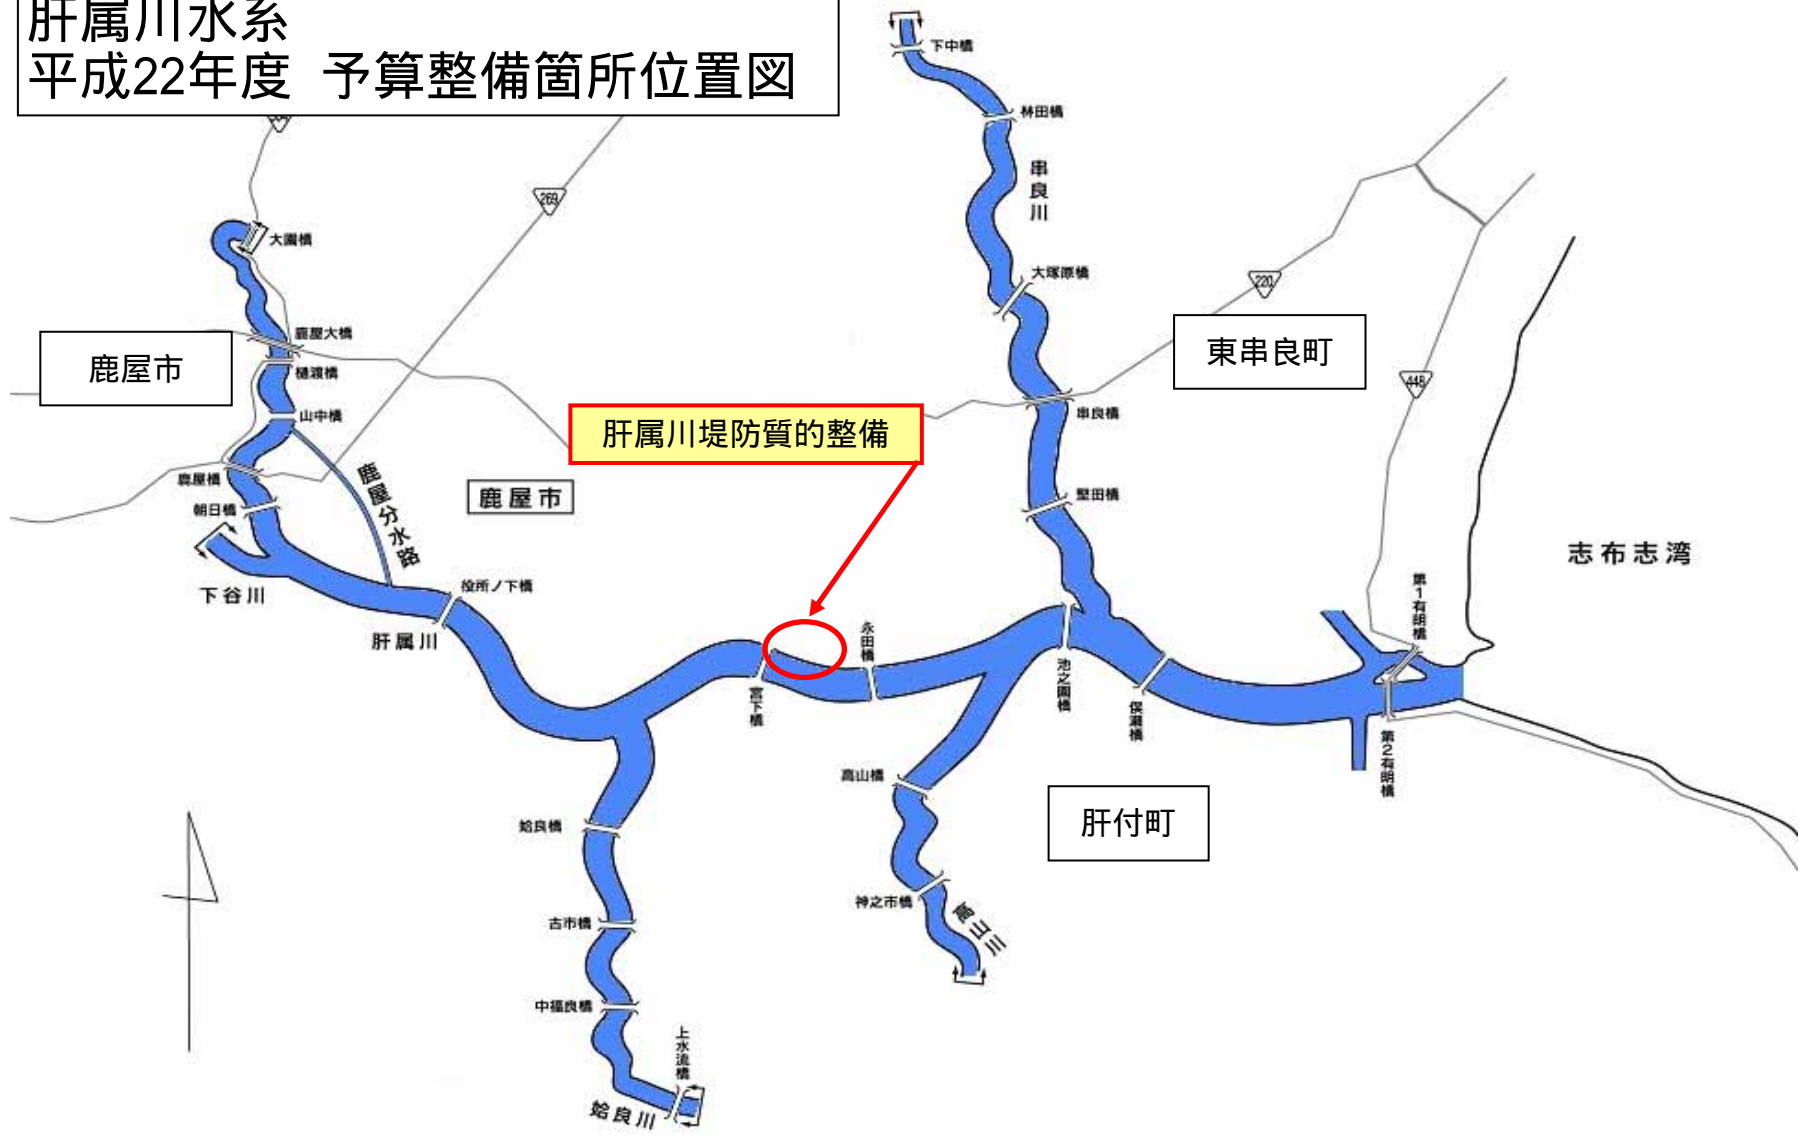 肝属川水系
平成22年度 予算整備箇所位置図
下中橋
林田橋
串良川
269
大園橋
大塚原橋
220
鹿屋大橋
鹿屋市
樋渡橋
東串良町
448
山中橋
串良橋
肝属川堤防質的整備
鹿屋橋
鹿屋分水路
鹿屋市
堅田橋
朝日橋
志布志湾
下谷川
役所ノ下橋
第1有明橋
肝属川
永田橋
宮下橋
池之園橋
俣瀬橋
第2有明橋
高山橋
肝付町
姶良橋
神之市橋
高山川
古市橋
中福良橋
上水流橋
姶良川